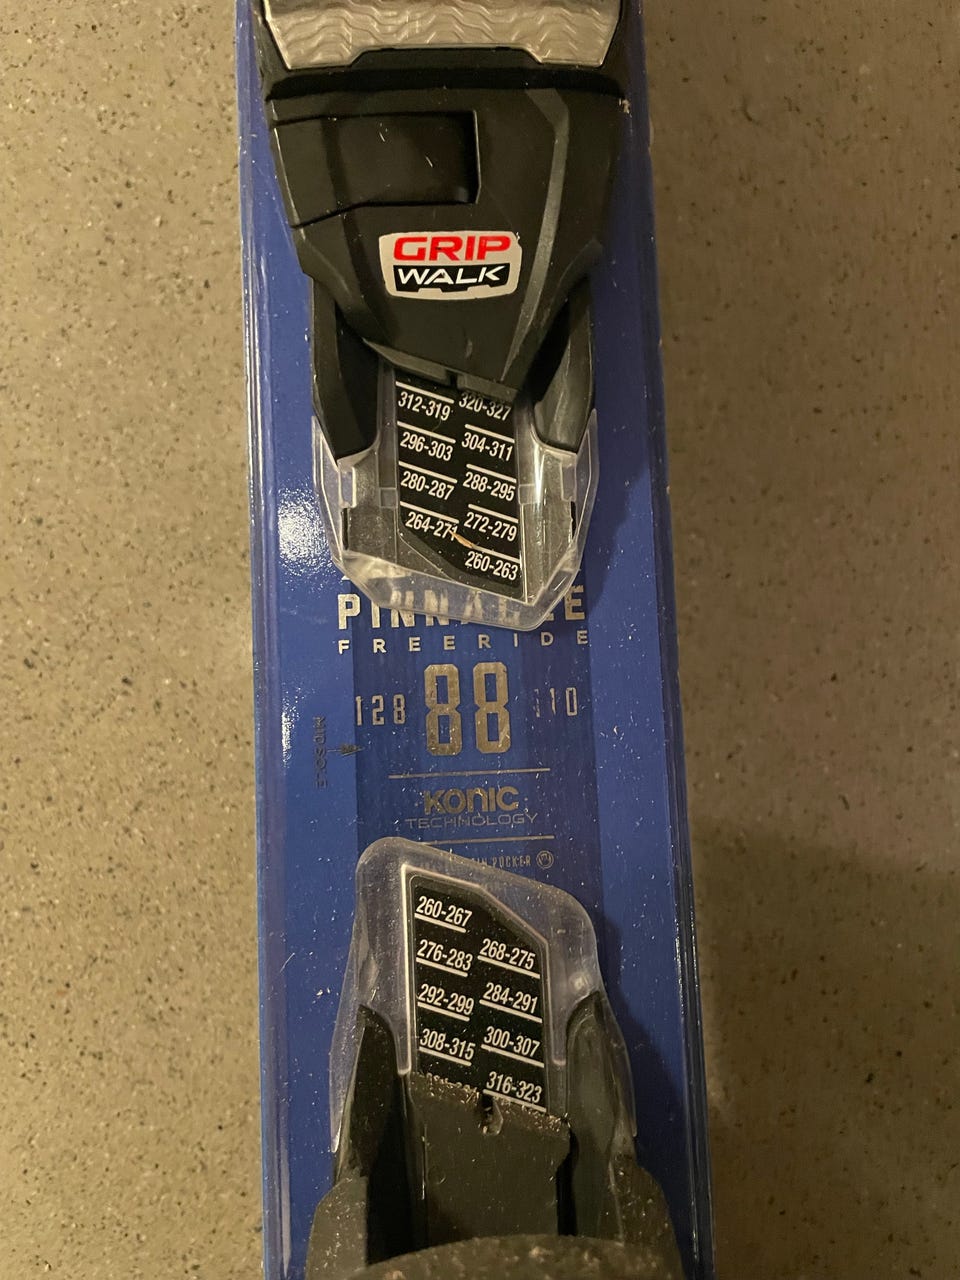 GRIP
WALK
312-319 320-327
296-303 304-311
280-287 288-295
264-271 272-279
260-263
FREERIDE
128 88 110
MIDSOLE
KONIC
TECHNOLOGY
ROCKER
260-267
276-283 268-275
292-299 284-291
308-315 300-307
316-323